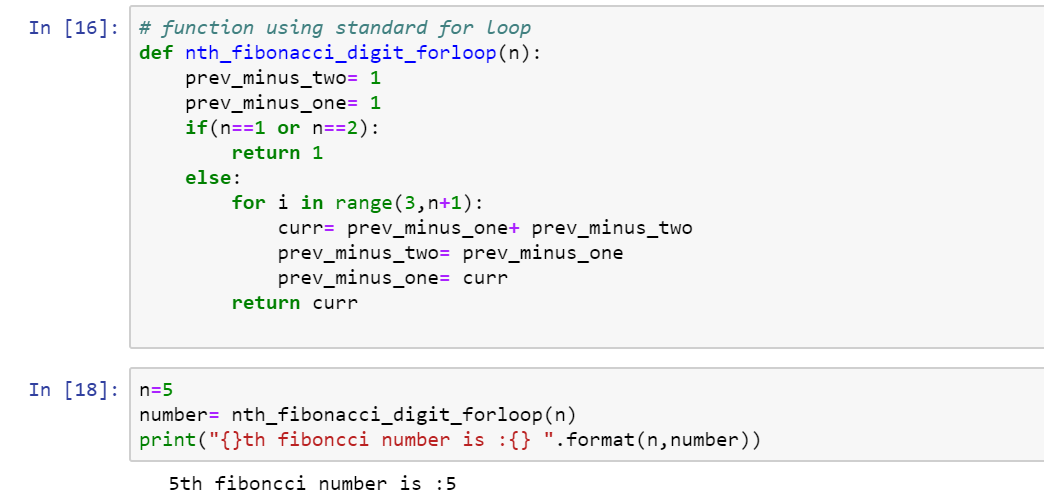 In [16]: # function using standard for loop
def nth_fibonacci_digit_forloop(n):
    prev_minus_two= 1
    prev_minus_one= 1
    if(n==1 or n==2):
        return 1
    else:
        for i in range(3,n+1):
            curr= prev_minus_one+ prev_minus_two
            prev_minus_two= prev_minus_one
            prev_minus_one= curr
        return curr
In [18]: n=5
number= nth_fibonacci_digit_forloop(n)
print("{}th fiboncci number is :{} ".format(n,number))
5th fiboncci number is :5